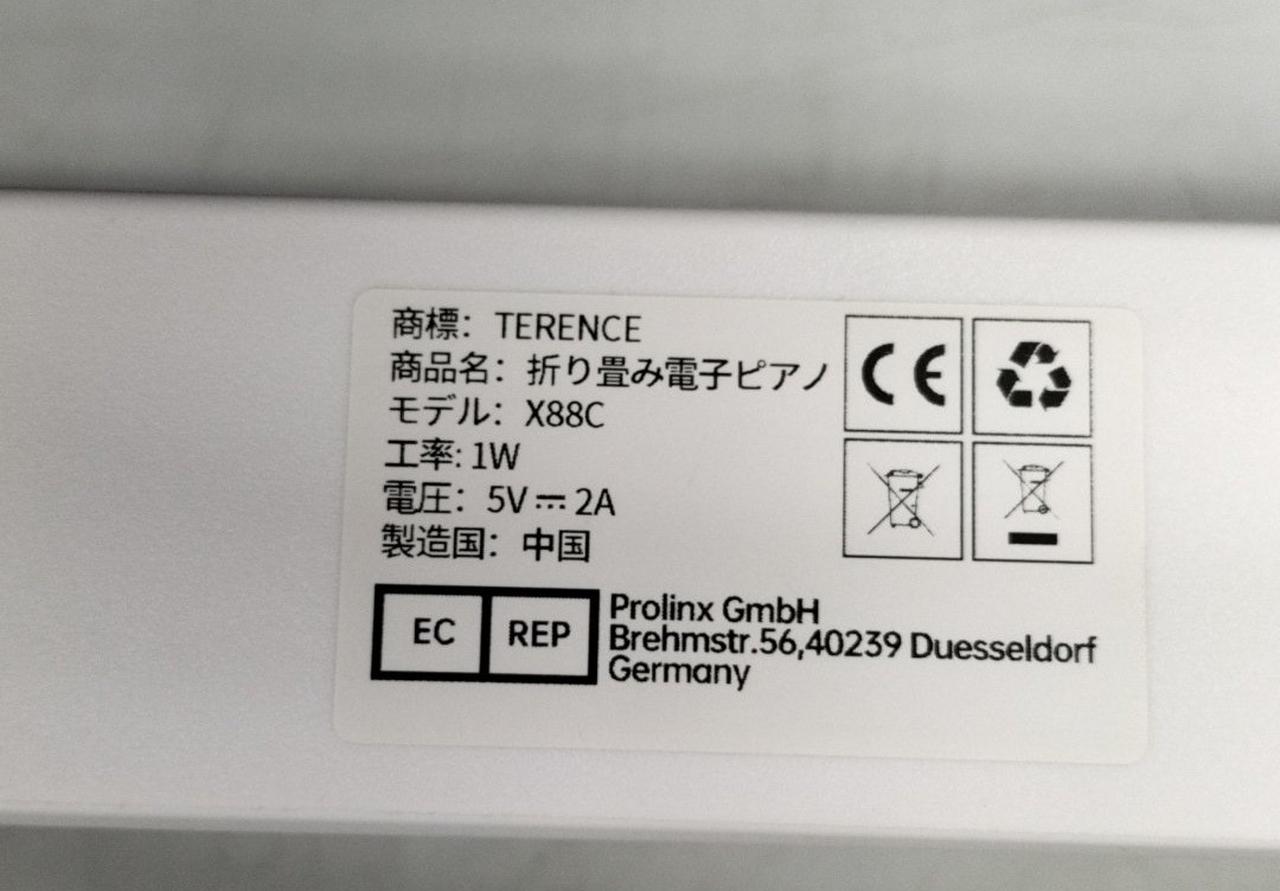 商標：TERENCE
商品名：折り畳み電子ピアノ
モデル：X88C
工率: 1W
電圧：5V⎓2A
製造国：中国
CE
EC REP
Prolinx GmbH
Brehmstr.56,40239 Duesseldorf
Germany